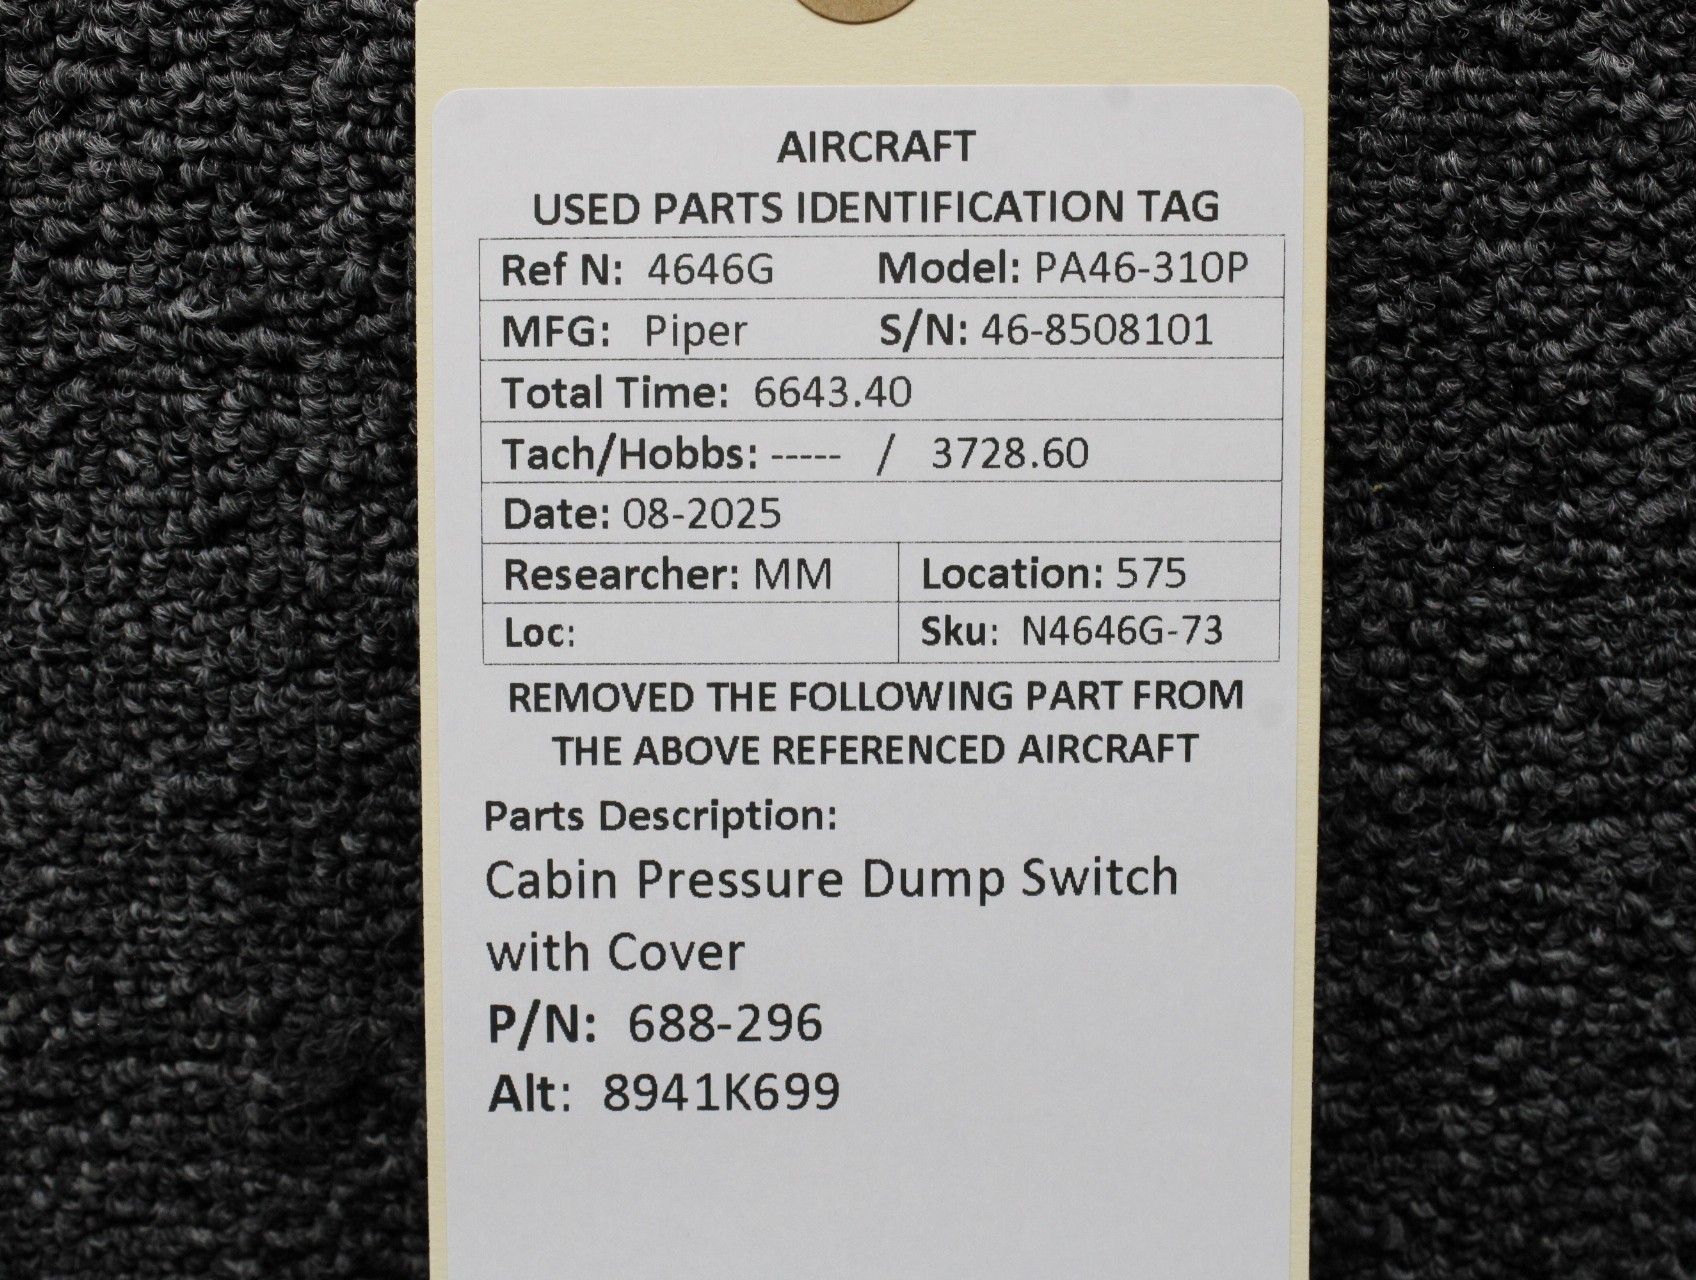 AIRCRAFT
USED PARTS IDENTIFICATION TAG
Ref N: 4646G Model: PA46-310P
MFG: Piper S/N: 46-8508101
Total Time: 6643.40
Tach/Hobbs: ----- / 3728.60
Date: 08-2025
Researcher: MM Location: 575
Loc: Sku: N4646G-73
REMOVED THE FOLLOWING PART FROM
THE ABOVE REFERENCED AIRCRAFT
Parts Description:
Cabin Pressure Dump Switch
with Cover
P/N: 688-296
Alt: 8941K699